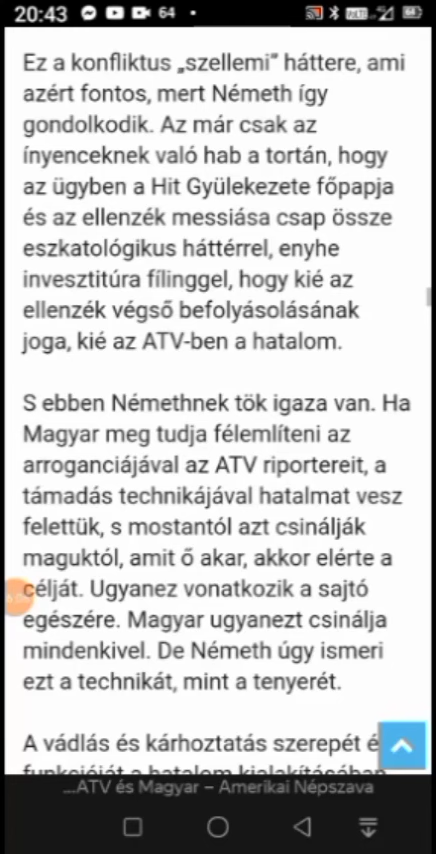 20:43
64
Ez a konfliktus „szellemi” háttere, ami
azért fontos, mert Németh így
gondolkodik. Az már csak az
ínyenceknek való hab a tortán, hogy
az ügyben a Hit Gyülekezete főpapja
és az ellenzék messiása csap össze
eszkatológikus háttérrel, enyhe
invesztitúra fílinggel, hogy kié az
ellenzék végső befolyásolásának
joga, kié az ATV-ben a hatalom.
S ebben Némethnek tök igaza van. Ha
Magyar meg tudja félemlíteni az
arroganciájával az ATV riportereit, a
támadás technikájával hatalmat vesz
felettük, s mostantól azt csinálják
maguktól, amit ő akar, akkor elérte a
célját. Ugyanez vonatkozik a sajtó
egészére. Magyar ugyanezt csinálja
mindenkivel. De Németh úgy ismeri
ezt a technikát, mint a tenyerét.
A vádlás és kárhoztatás szerepét é
funkcióját a hatalom kialakításában
...ATV és Magyar – Amerikai Népszava